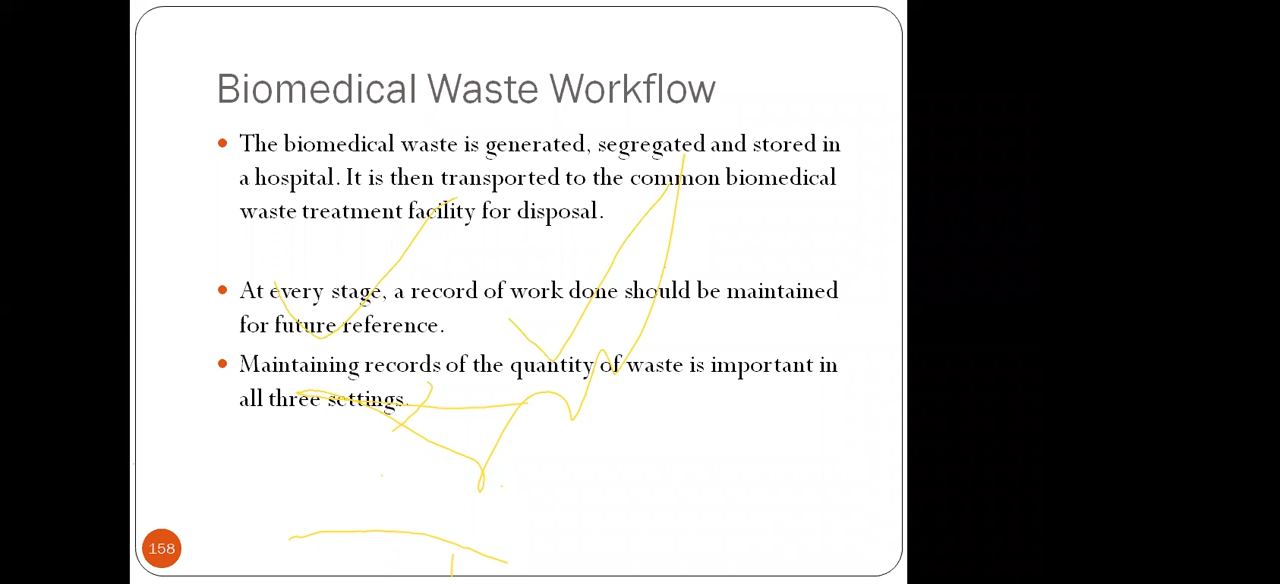 Biomedical Waste Workflow
The biomedical waste is generated, segregated and stored in
a hospital. It is then transported to the common biomedical
waste treatment facility for disposal.
At every stage, a record of work done should be maintained
for future reference.
Maintaining records of the quantity of waste is important in
all three settings.
158